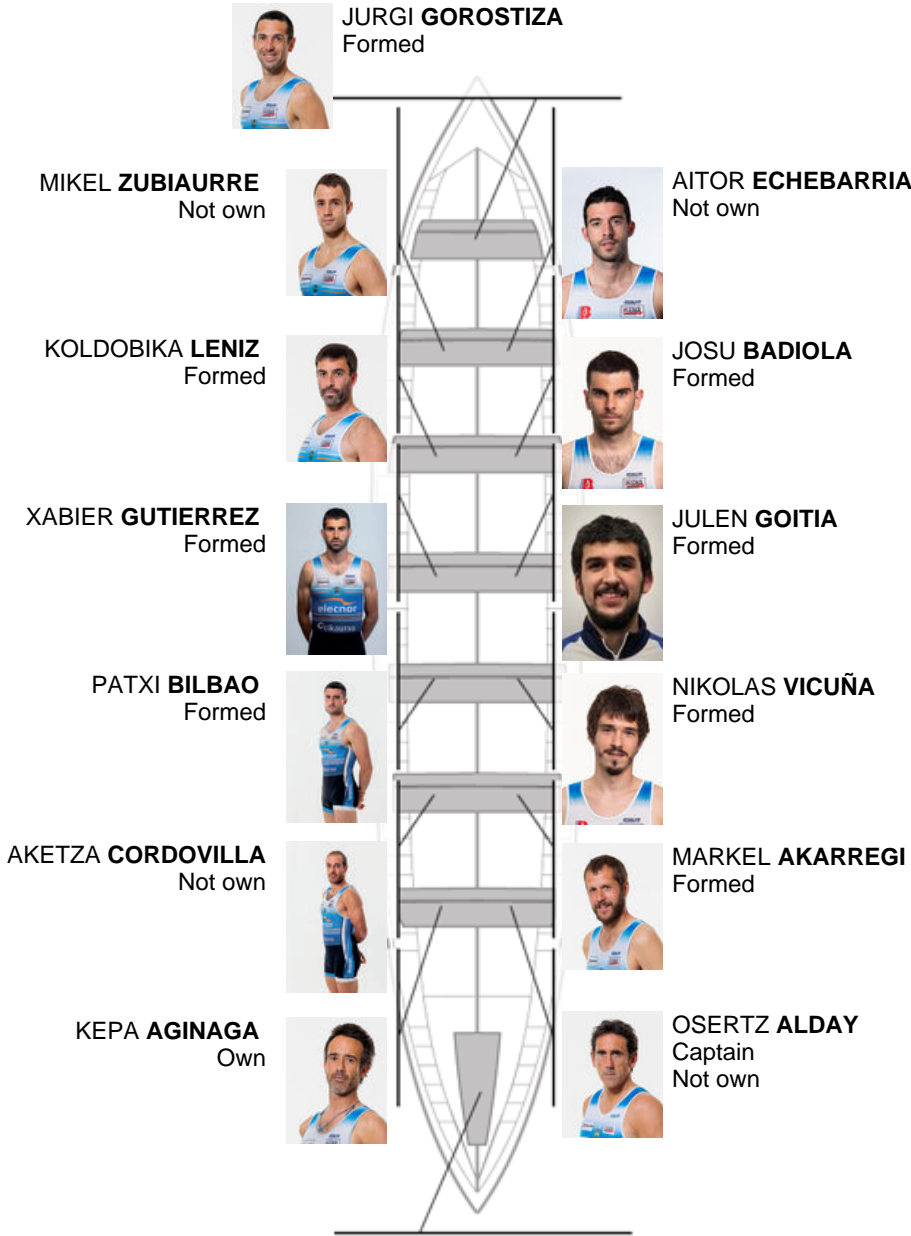 JURGI GOROSTIZA
Formed
MIKEL ZUBIAURRE
Not own
AITOR ECHEBARRIA
Not own
KOLDOBIKA LENIZ
Formed
JOSU BADIOLA
Formed
XABIER GUTIERREZ
Formed
elecnor
JULEN GOITIA
Formed
PATXI BILBAO
Formed
NIKOLAS VICUÑA
Formed
AKETZA CORDOVILLA
Not own
MARKEL AKARREGI
Formed
KEPA AGINAGA
Own
OSERTZ ALDAY
Captain
Not own